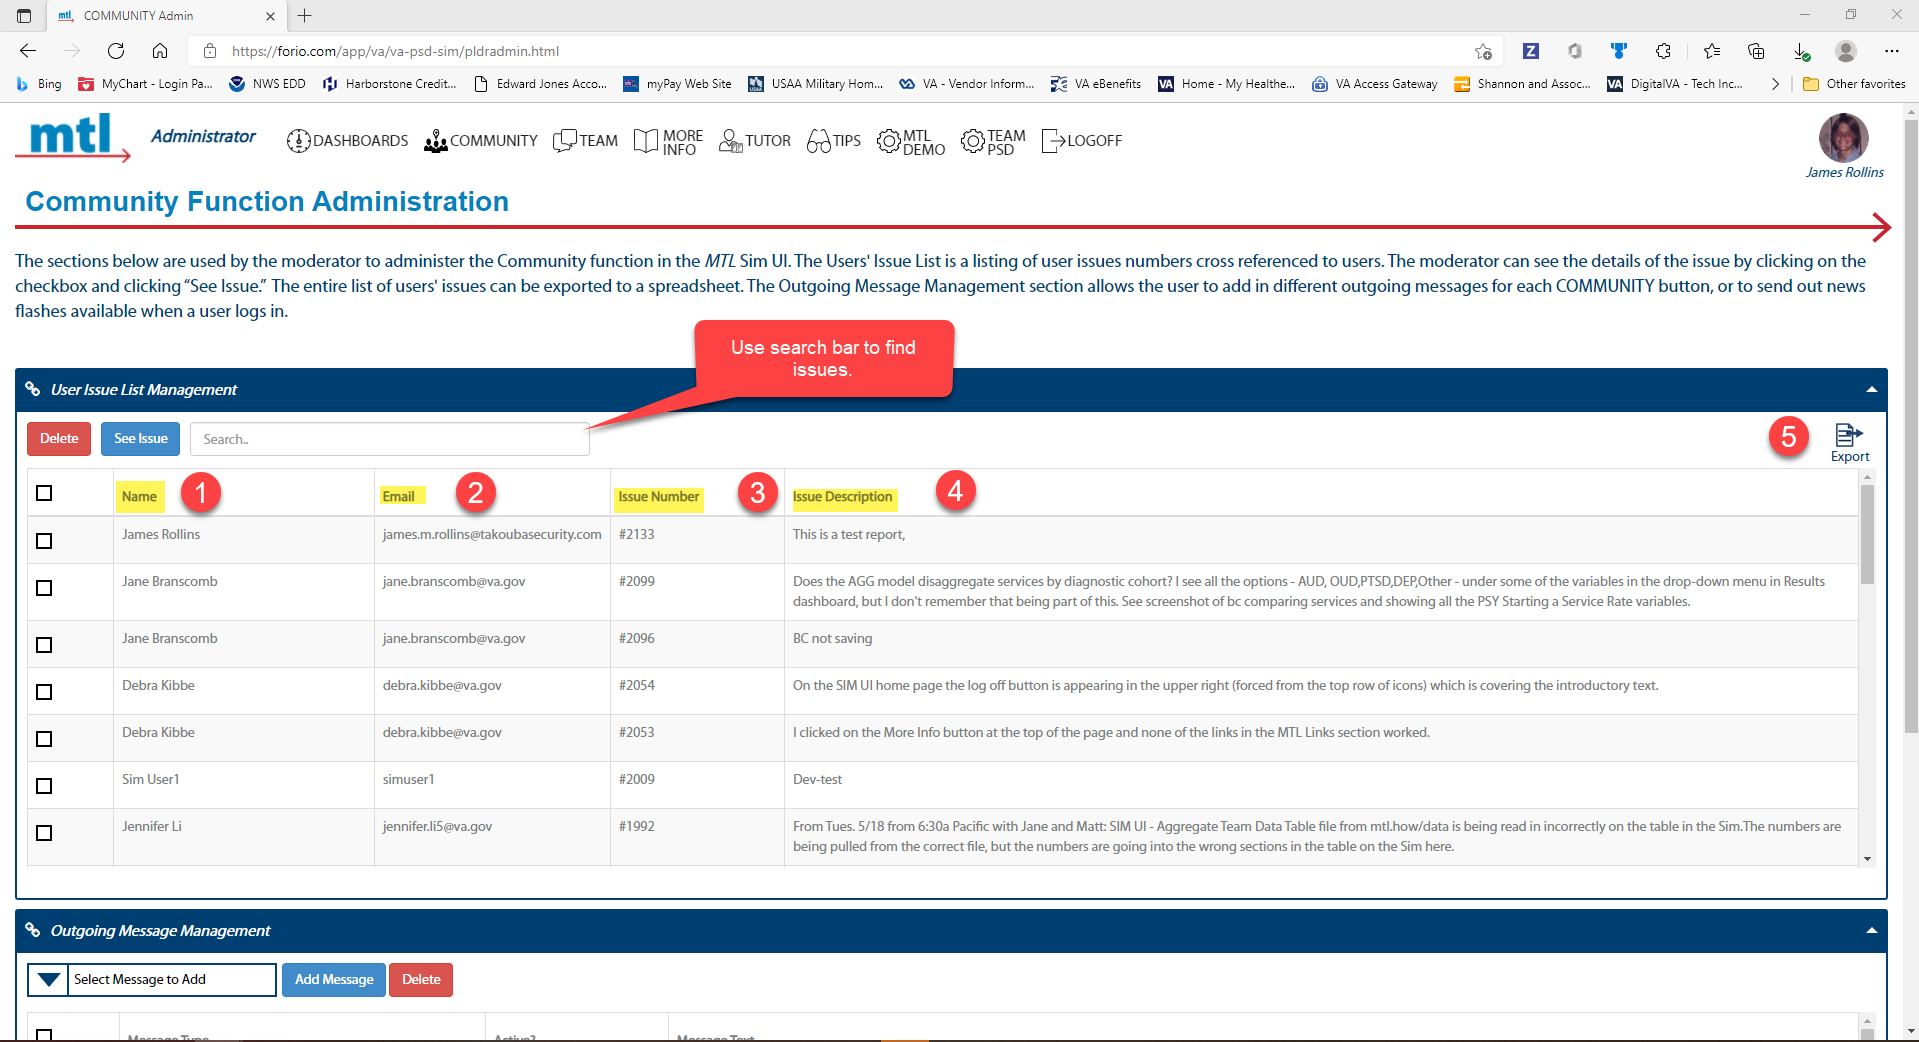 COMMUNITY Admin
https://forio.com/app/va/va-psd-sim/pldradmin.html
Bing
MyChart - Login Pa...
NWS EDD
Harborstone Credit...
Edward Jones Acco...
myPay Web Site
USAA Military Hom...
VA - Vendor Inform...
VA eBenefits
Home - My Healthe...
VA Access Gateway
Shannon and Assoc...
DigitalVA - Tech Inc...
Other favorites
mtl
Administrator
DASHBOARDS
COMMUNITY
TEAM
MORE INFO
TUTOR
TIPS
MTL DEMO
TEAM PSD
LOGOFF
James Rollins
Community Function Administration
The sections below are used by the moderator to administer the Community function in the MTL Sim UI. The Users' Issue List is a listing of user issues numbers cross referenced to users. The moderator can see the details of the issue by clicking on the
checkbox and clicking “See Issue.” The entire list of users' issues can be exported to a spreadsheet. The Outgoing Message Management section allows the user to add in different outgoing messages for each COMMUNITY button, or to send out news
flashes available when a user logs in.
Use search bar to find
issues.
User Issue List Management
Delete
See Issue
Search..
5
Export
Name
1
Email
2
Issue Number
3
Issue Description
4
James Rollins
james.m.rollins@takoubasecurity.com
#2133
This is a test report,
Jane Branscomb
jane.branscomb@va.gov
#2099
Does the AGG model disaggregate services by diagnostic cohort? I see all the options - AUD, OUD,PTSD,DEP,Other - under some of the variables in the drop-down menu in Results
dashboard, but I don't remember that being part of this. See screenshot of bc comparing services and showing all the PSY Starting a Service Rate variables.
Jane Branscomb
jane.branscomb@va.gov
#2096
BC not saving
Debra Kibbe
debra.kibbe@va.gov
#2054
On the SIM UI home page the log off button is appearing in the upper right (forced from the top row of icons) which is covering the introductory text.
Debra Kibbe
debra.kibbe@va.gov
#2053
I clicked on the More Info button at the top of the page and none of the links in the MTL Links section worked.
Sim User1
simuser1
#2009
Dev-test
Jennifer Li
jennifer.li5@va.gov
#1992
From Tues. 5/18 from 6:30a Pacific with Jane and Matt: SIM UI - Aggregate Team Data Table file from mtl.how/data is being read in incorrectly on the table in the Sim.The numbers are
being pulled from the correct file, but the numbers are going into the wrong sections in the table on the Sim here.
Outgoing Message Management
Select Message to Add
Add Message
Delete
Message Type
Active?
Message Text